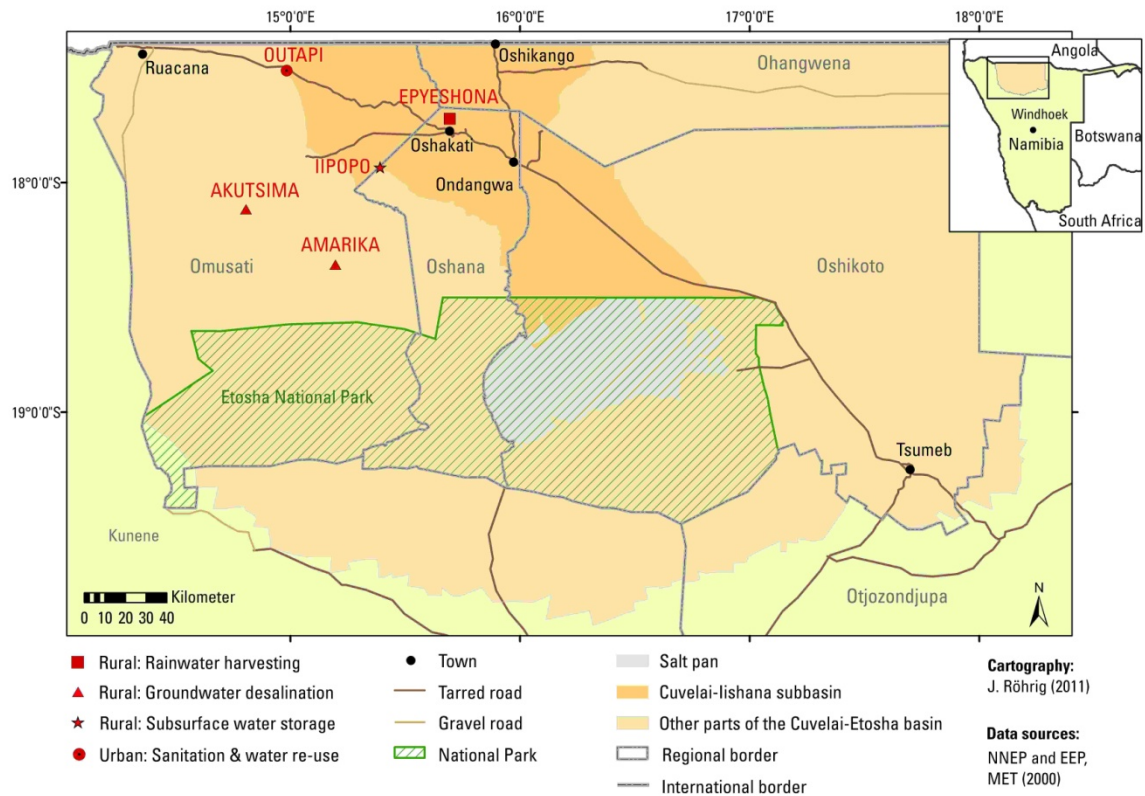 15°0'0"E
16°0'0"E
17°0'0"E
18°0'0"E
OUTAPI
Ruacana
Oshikango
Ohangwena
Angola
EPYESHONA
Windhoek
Namibia
Botswana
Oshakati
IIPOPO
Ondangwa
18°0'0"S
AKUTSIMA
South Africa
AMARIKA
Omusati
Oshana
Oshikoto
Etosha National Park
19°0'0"S
Tsumeb
Kunene
Otjozondjupa
Kilometer
0 10 20 30 40
N
Rural: Rainwater harvesting
Rural: Groundwater desalination
Rural: Subsurface water storage
Urban: Sanitation & water re-use
Town
Tarred road
Gravel road
National Park
Salt pan
Cuvelai-Iishana subbasin
Other parts of the Cuvelai-Etosha basin
Regional border
International border
Cartography:
J. Röhrig (2011)
Data sources:
NNEP and EEP,
MET (2000)